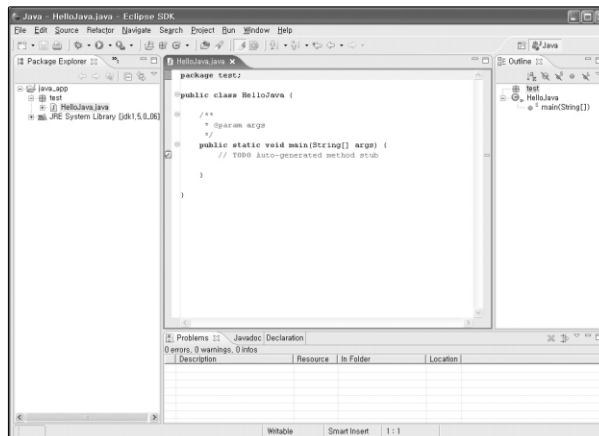 Java - HelloJava.java - Eclipse SDK
File Edit Source Refactor Navigate Search Project Run Window Help
Java
Package Explorer
java_app
test
HelloJava.java
JRE System Library [jdk1.5.0_06]
HelloJava.java
package test;
public class HelloJava {
/**
* @param args
*/
public static void main(String[] args) {
// TODO Auto-generated method stub
}
}
Outline
test
HelloJava
main(String[])
Problems Javadoc Declaration
0 errors, 0 warnings, 0 infos
Description Resource In Folder Location
Writable Smart Insert 1 : 1